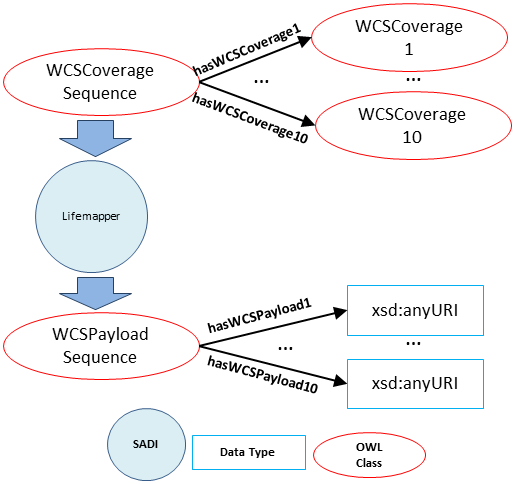 WCSCoverage
Sequence
hasWCSCoverage1
...
hasWCSCoverage10
WCSCoverage
1
...
WCSCoverage
10
Lifemapper
WCSPayload
Sequence
hasWCSPayload1
...
hasWCSPayload10
xsd:anyURI
...
xsd:anyURI
SADI
Data Type
OWL
Class